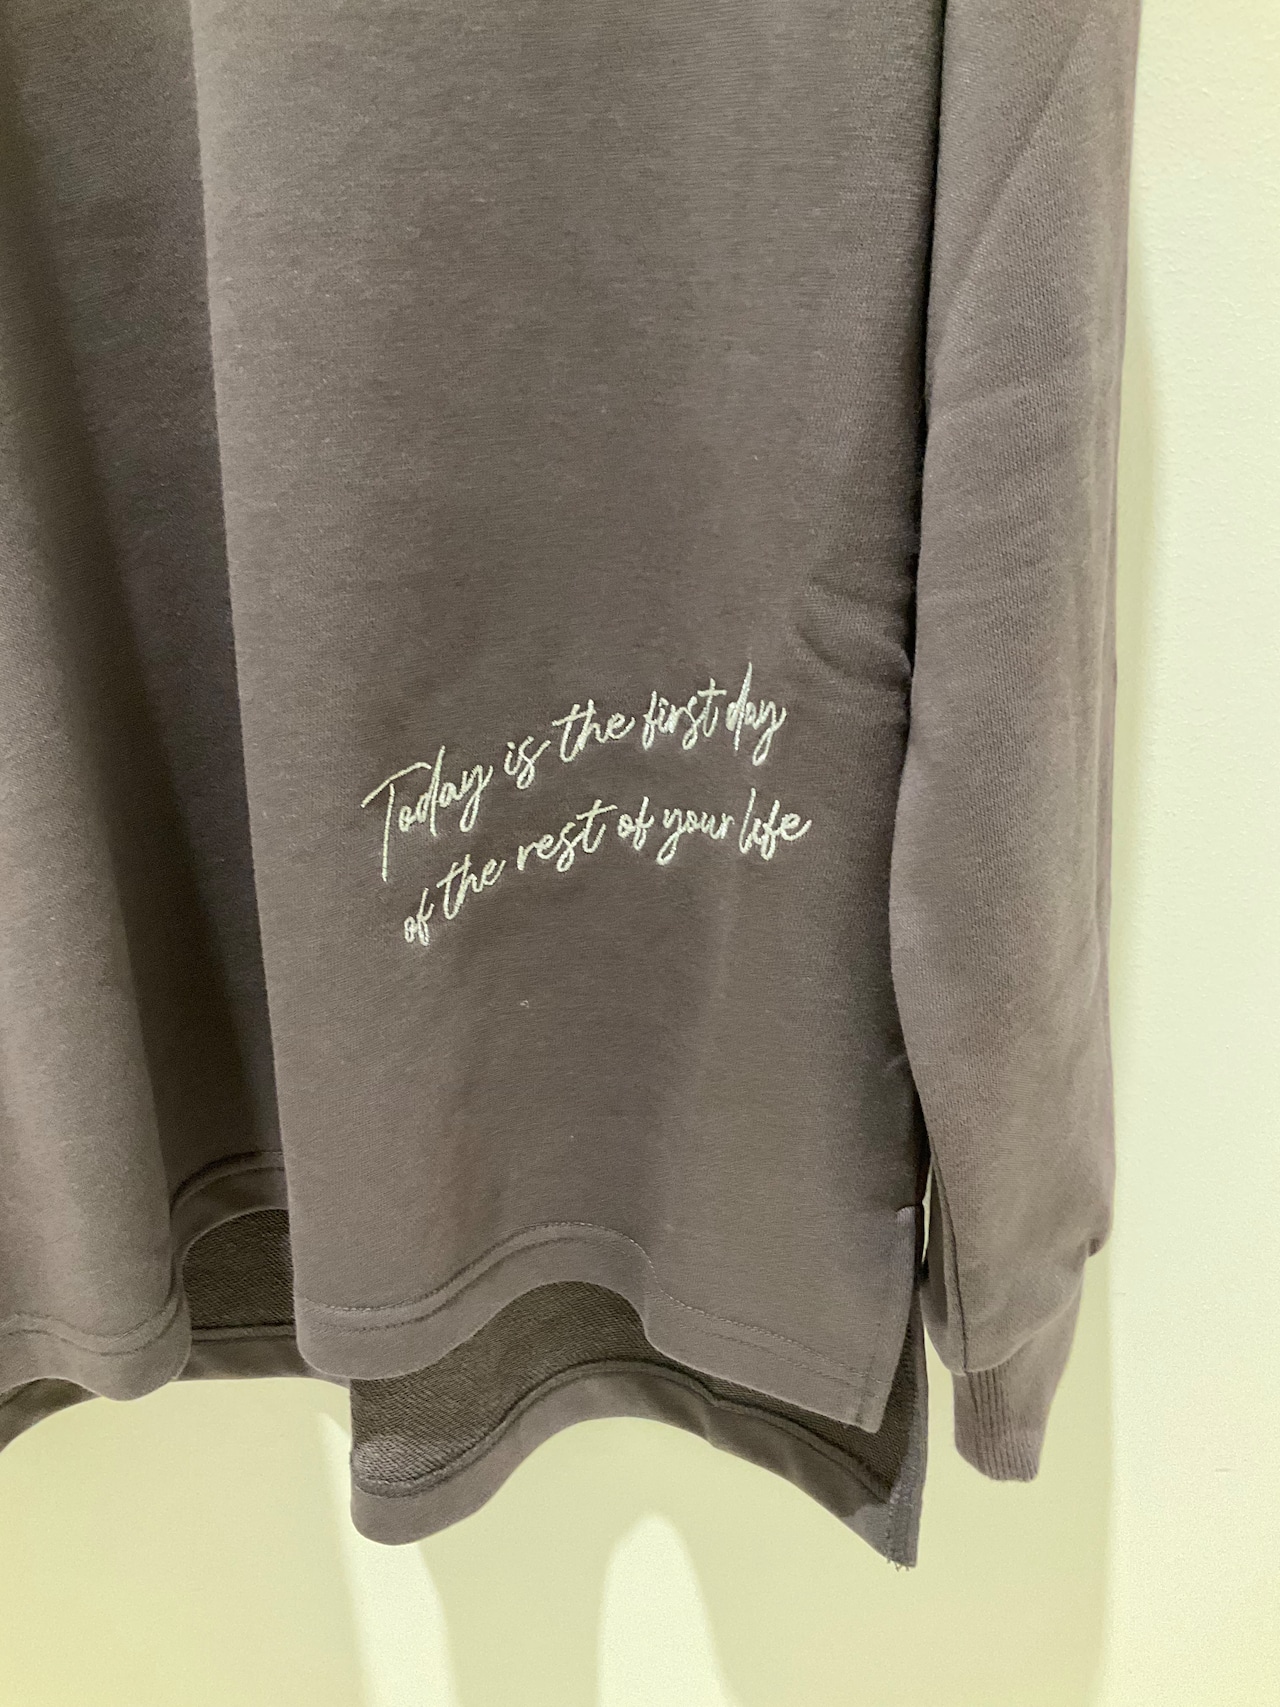 Today is the first day
of the rest of your life